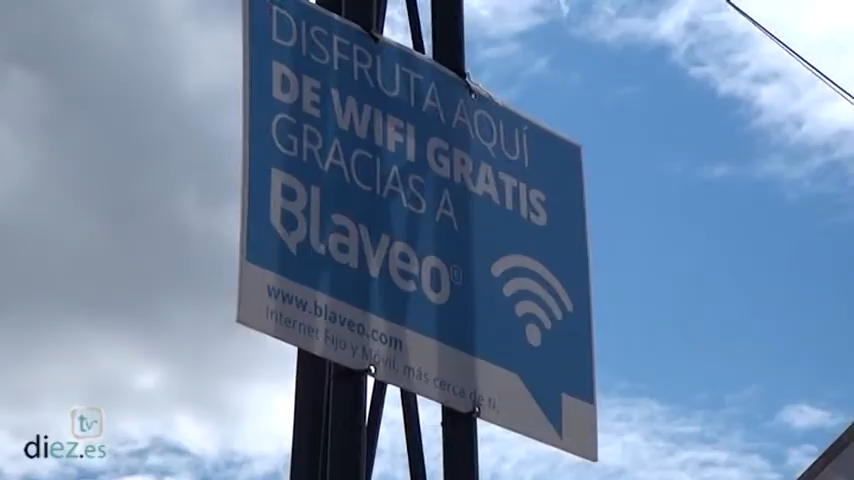 DISFRUTA AQUÍ
DE WIFI GRATIS
GRACIAS A
Blaveo
www.blaveo.com
Internet Fijo y Móvil, más cerca de ti.
tv
diez.es